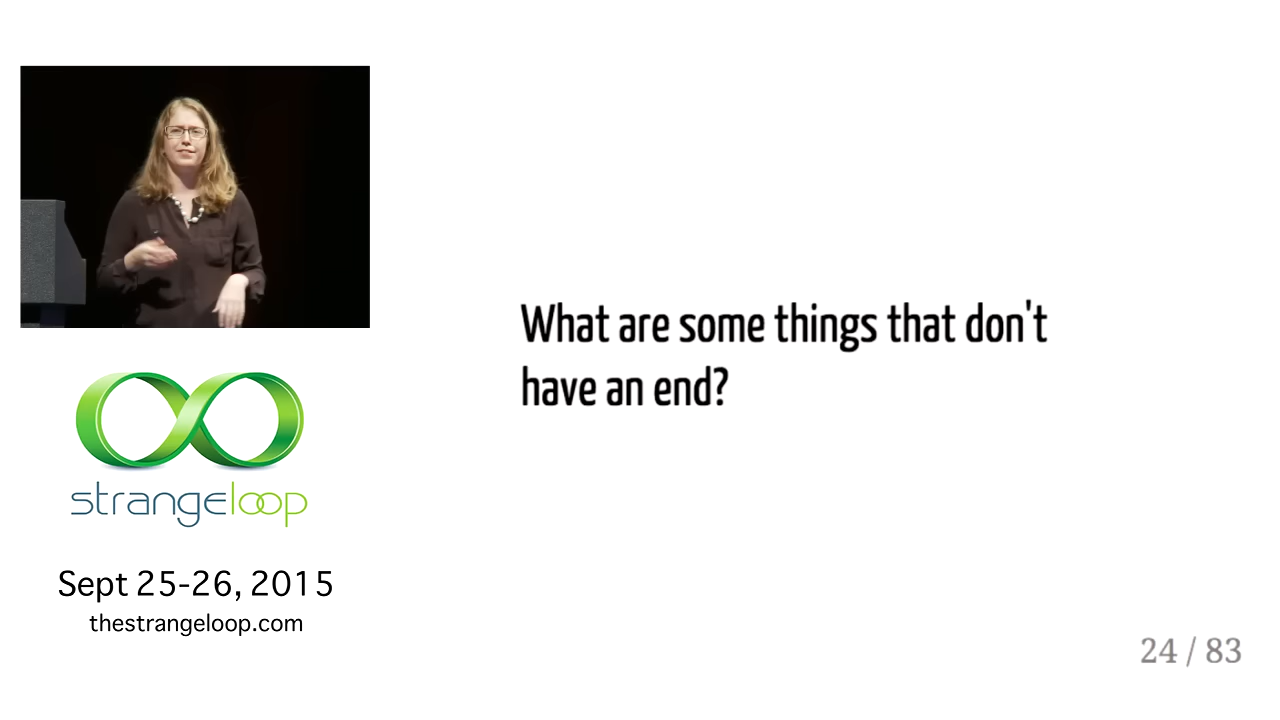 What are some things that don't
have an end?
strangeloop
Sept 25-26, 2015
thestrangeloop.com
24 / 83